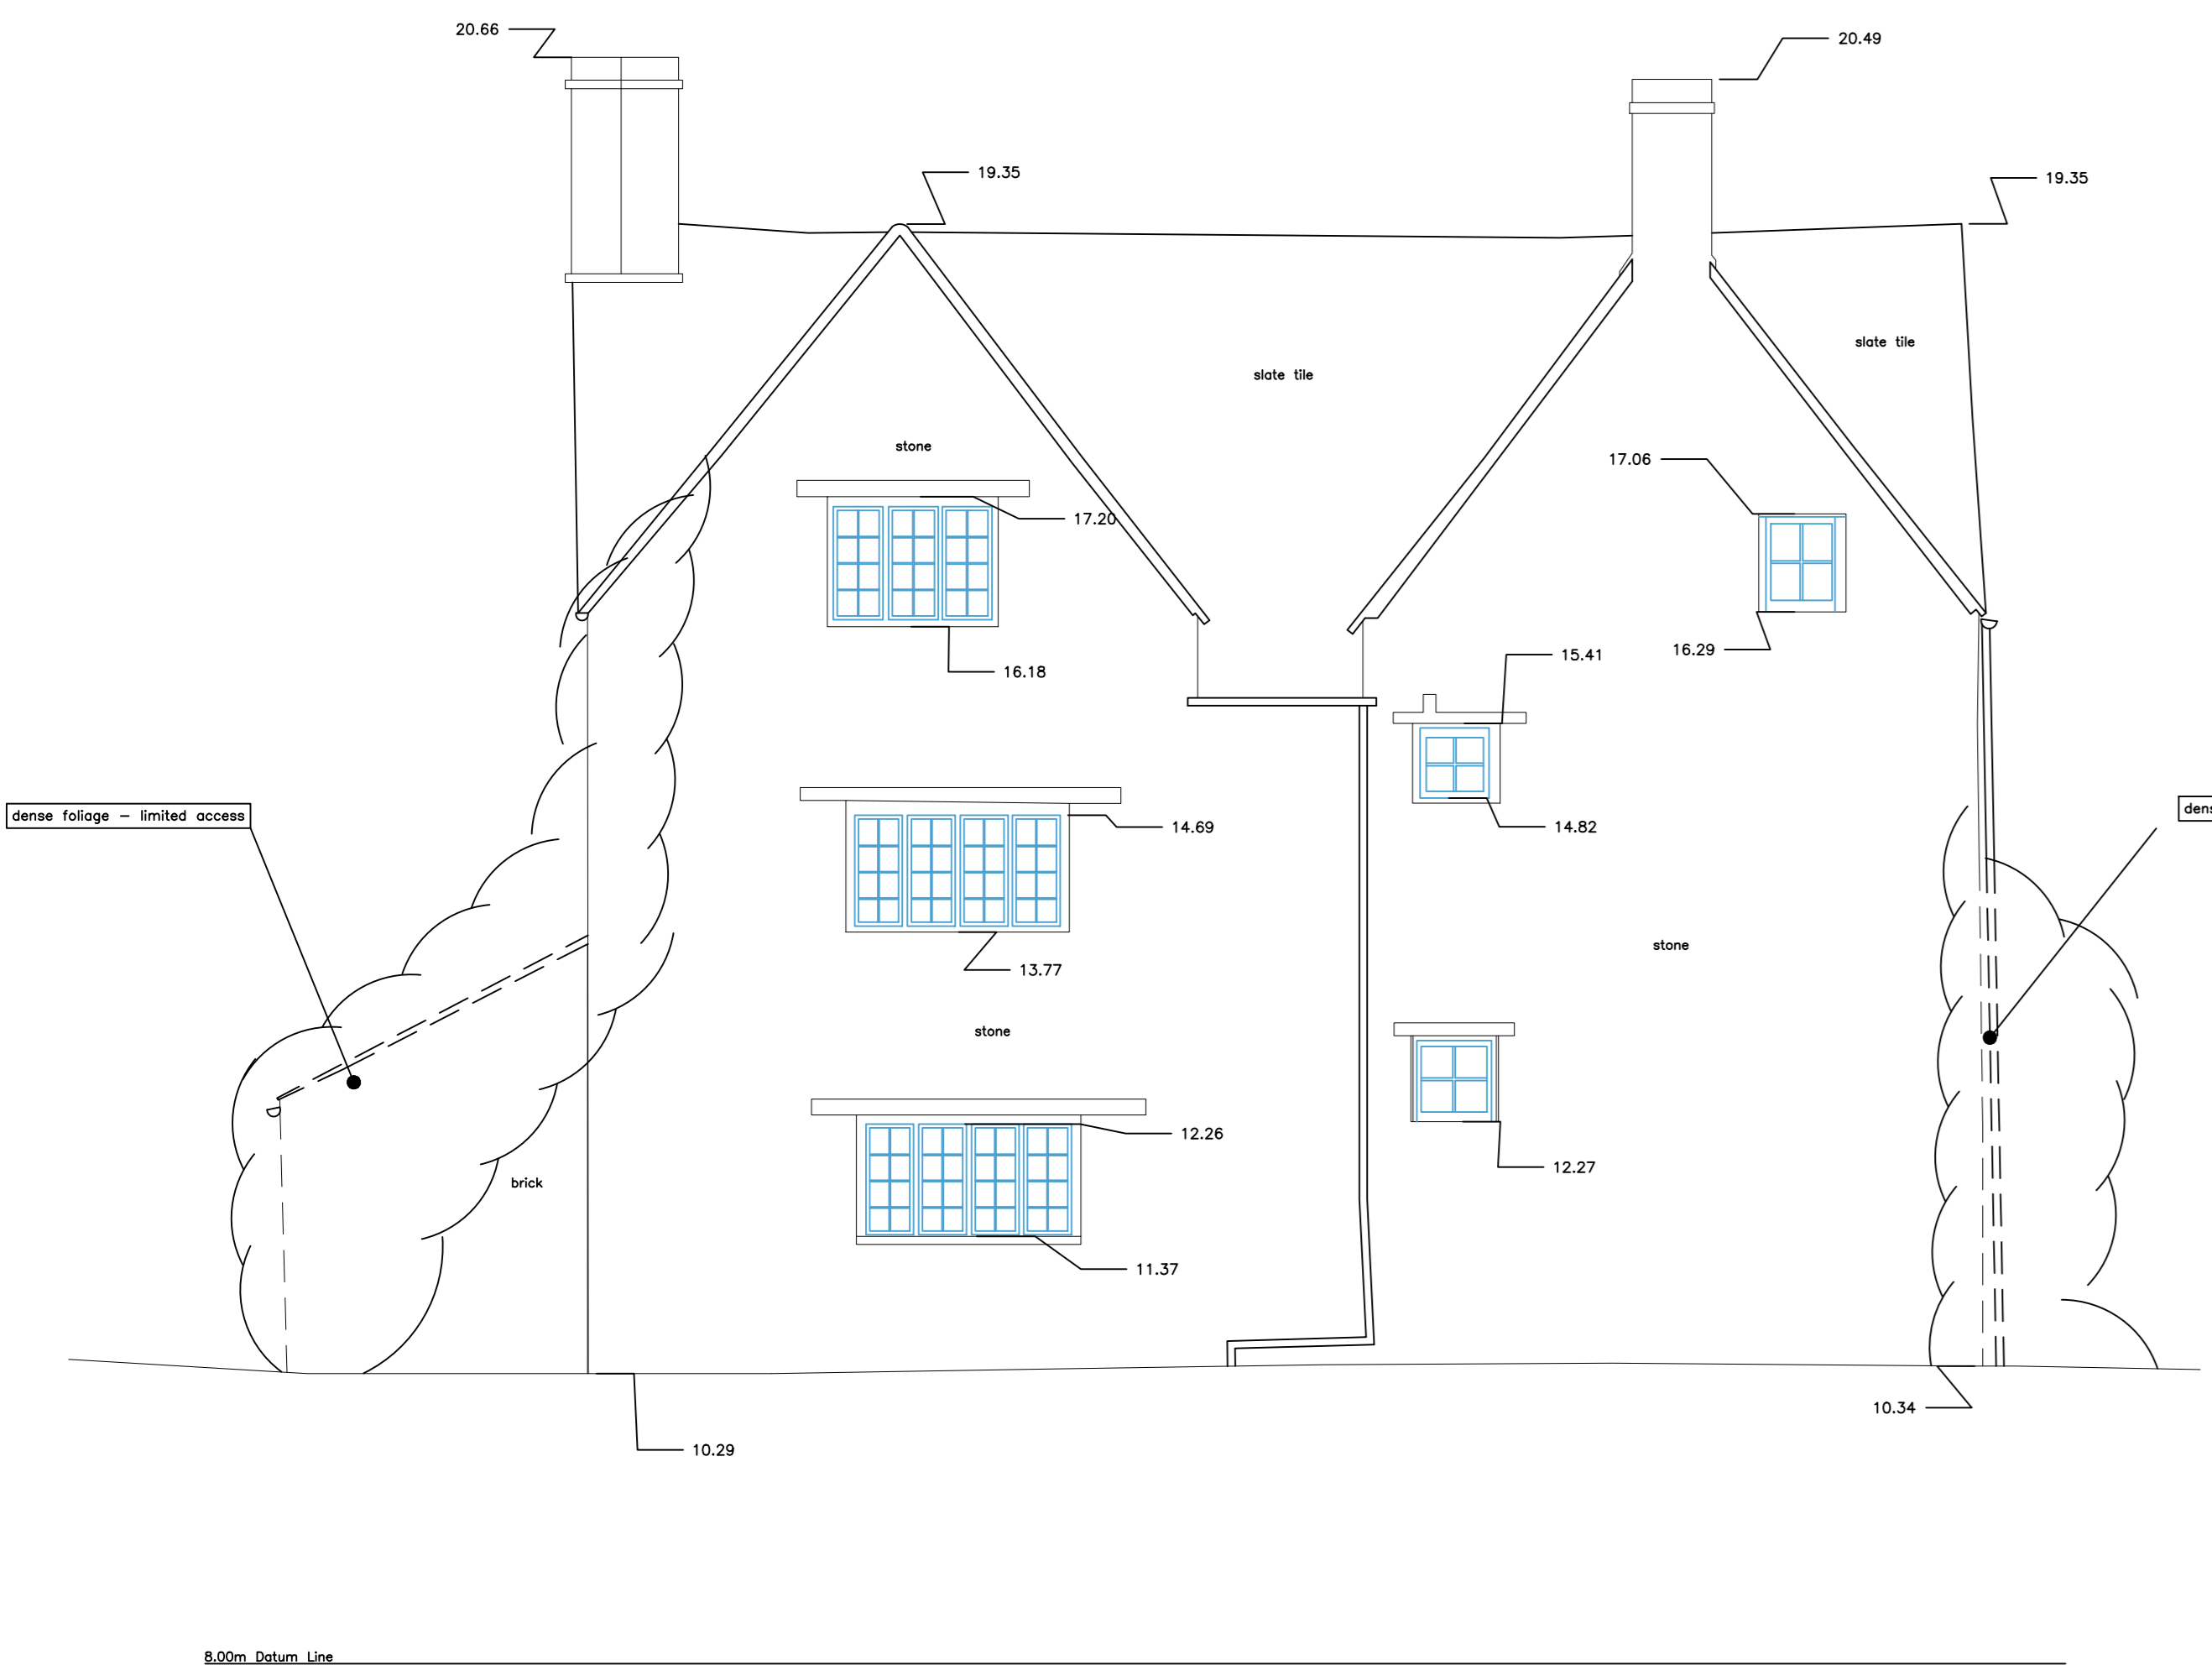 20.66
20.49
19.35
19.35
slate tile
slate tile
stone
17.06
17.20
16.29
15.41
16.18
dense foliage – limited access
dens
14.69
14.82
stone
13.77
stone
12.26
12.27
brick
11.37
10.34
10.29
8.00m Datum Line